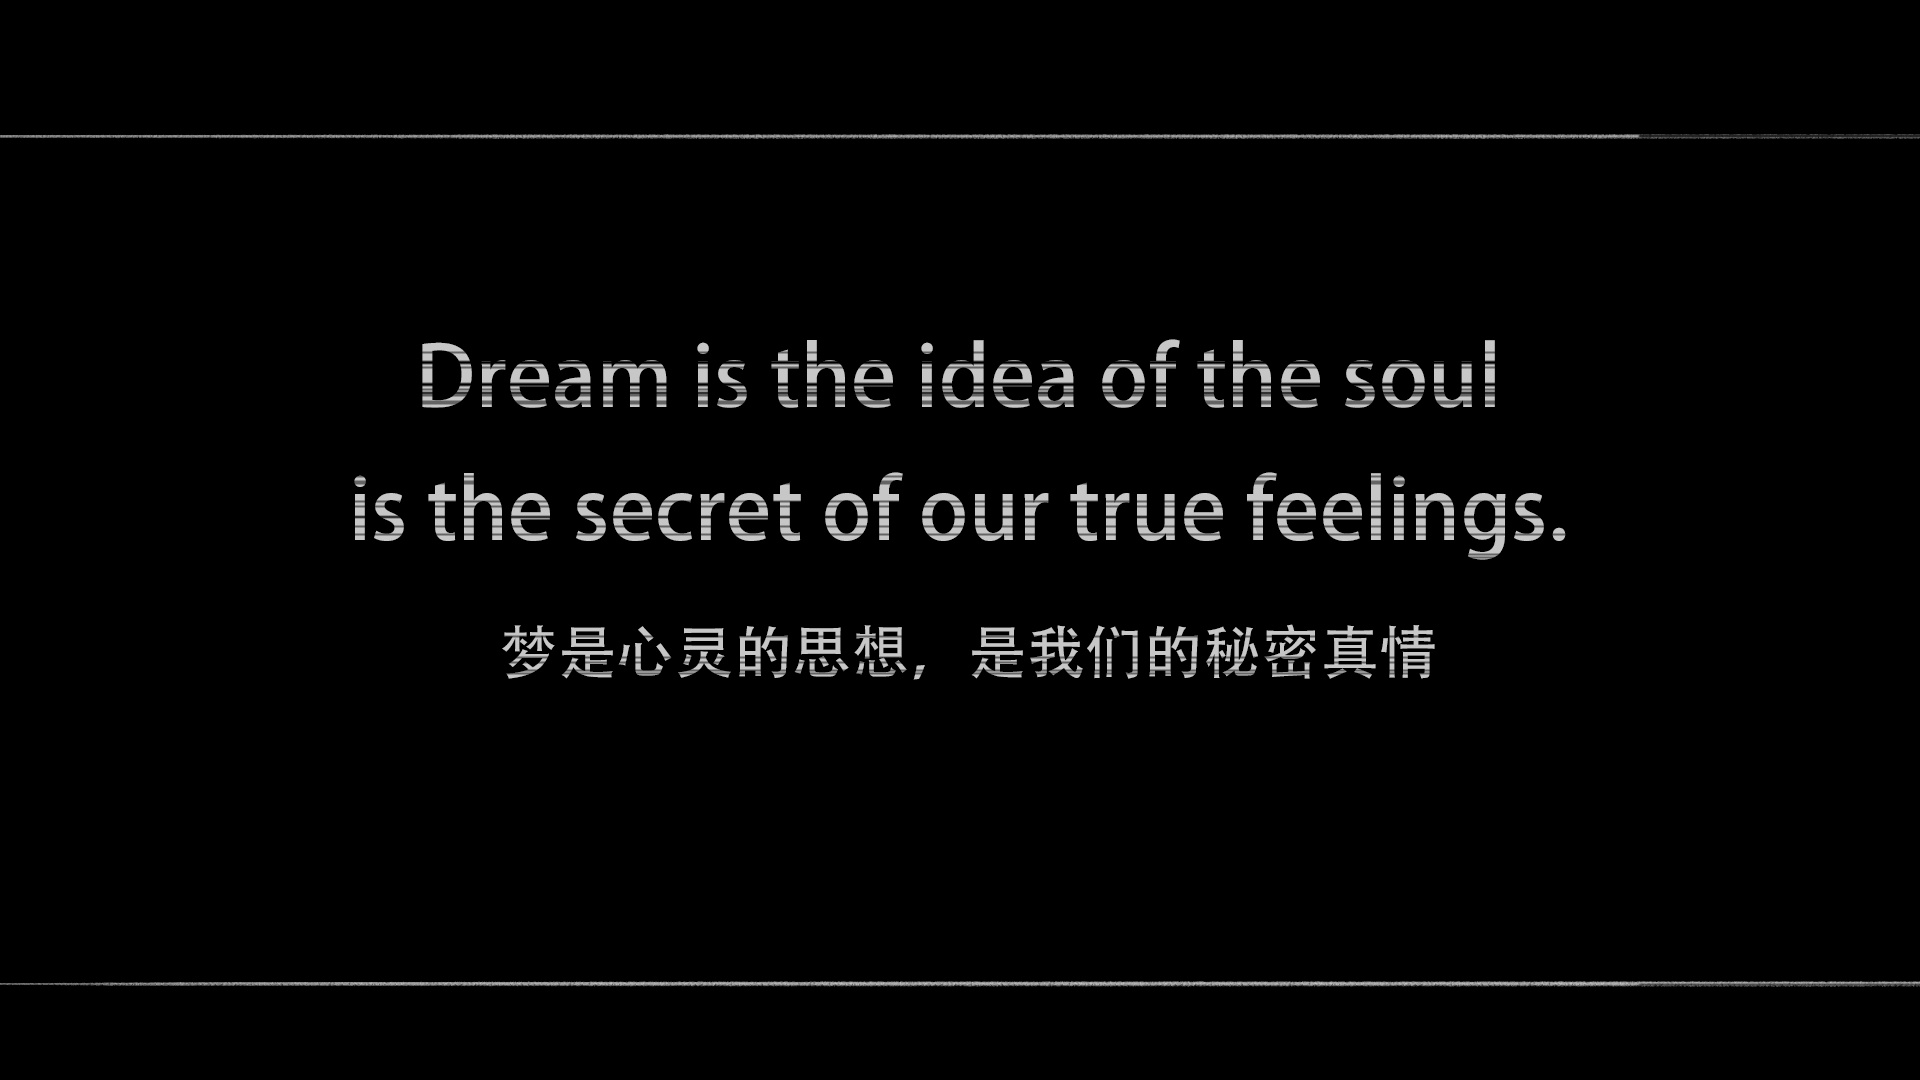 Dream is the idea of the soul
is the secret of our true feelings.
梦是心灵的思想，是我们的秘密真情